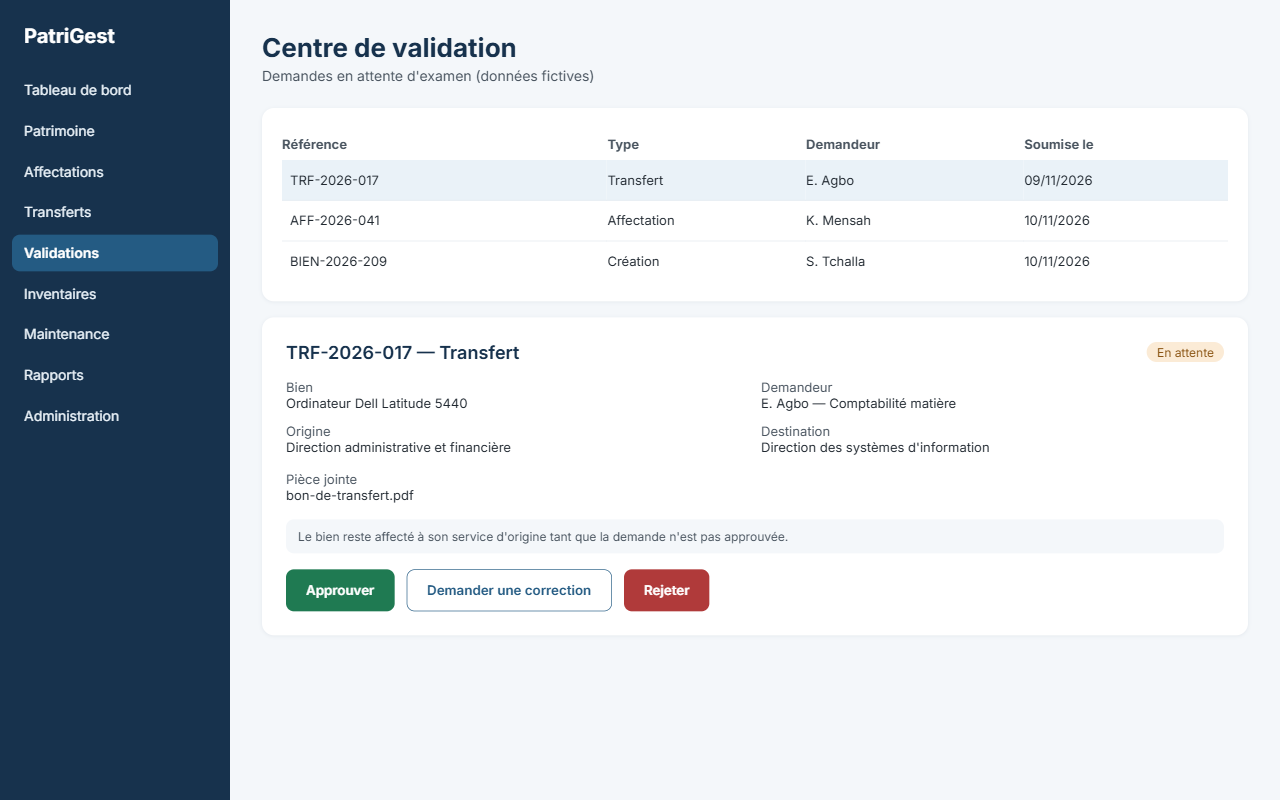 PatriGest
Tableau de bord
Patrimoine
Affectations
Transferts
Validations
Inventaires
Maintenance
Rapports
Administration
Centre de validation
Demandes en attente d'examen (données fictives)
Référence Type Demandeur Soumise le
TRF-2026-017 Transfert E. Agbo 09/11/2026
AFF-2026-041 Affectation K. Mensah 10/11/2026
BIEN-2026-209 Création S. Tchalla 10/11/2026
TRF-2026-017 — Transfert En attente
Bien Demandeur
Ordinateur Dell Latitude 5440 E. Agbo — Comptabilité matière
Origine Destination
Direction administrative et financière Direction des systèmes d'information
Pièce jointe
bon-de-transfert.pdf
Le bien reste affecté à son service d'origine tant que la demande n'est pas approuvée.
Approuver Demander une correction Rejeter